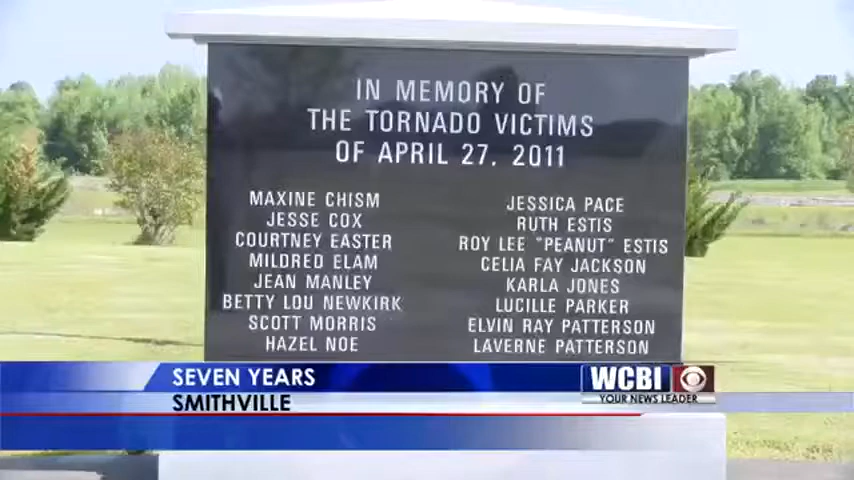 IN MEMORY OF
THE TORNADO VICTIMS
OF APRIL 27, 2011
MAXINE CHISM
JESSE COX
COURTNEY EASTER
MILDRED ELAM
JEAN MANLEY
BETTY LOU NEWKIRK
SCOTT MORRIS
HAZEL NOE
JESSICA PACE
RUTH ESTIS
ROY LEE "PEANUT" ESTIS
CELIA FAY JACKSON
KARLA JONES
LUCILLE PARKER
ELVIN RAY PATTERSON
LAVERNE PATTERSON
SEVEN YEARS
SMITHVILLE
WCBI
YOUR NEWS LEADER